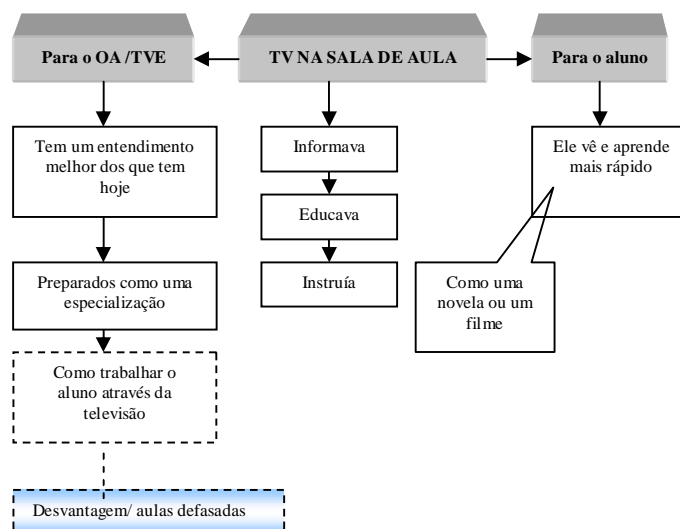 Para o OA /TVE
TV NA SALA DE AULA
Para o aluno
Tem um entendimento
melhor dos que tem
hoje
Informava
Ele vê e aprende
mais rápido
Educava
Preparados como uma
especialização
Instruía
Como uma
novela ou um
filme
Como trabalhar o
aluno através da
televisão
Desvantagem/ aulas defasadas